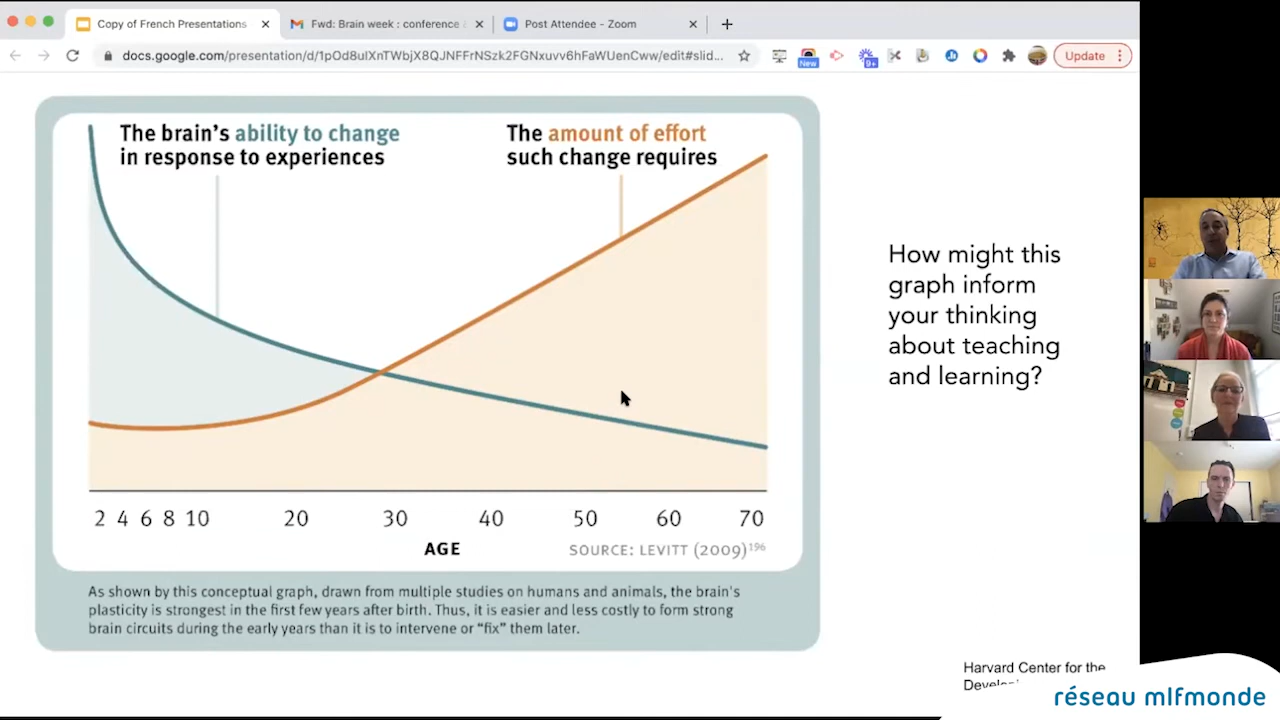 Copy of French Presentations
Fwd: Brain week : conference
Post Attendee - Zoom
docs.google.com/presentation/d/1pOd8uIXnTWbjX8QJNFFrNSzk2FGNxuvv6hFaWUenCww/edit#slid...
New
9+
Update
The brain's ability to change
in response to experiences
The amount of effort
such change requires
How might this
graph inform
your thinking
about teaching
and learning?
2 4 6 8 10 20 30 40 50 60 70
AGE
SOURCE: LEVITT (2009)196
As shown by this conceptual graph, drawn from multiple studies on humans and animals, the brain's
plasticity is strongest in the first few years after birth. Thus, it is easier and less costly to form strong
brain circuits during the early years than it is to intervene or "fix" them later.
Harvard Center for the
réseau mlfmonde